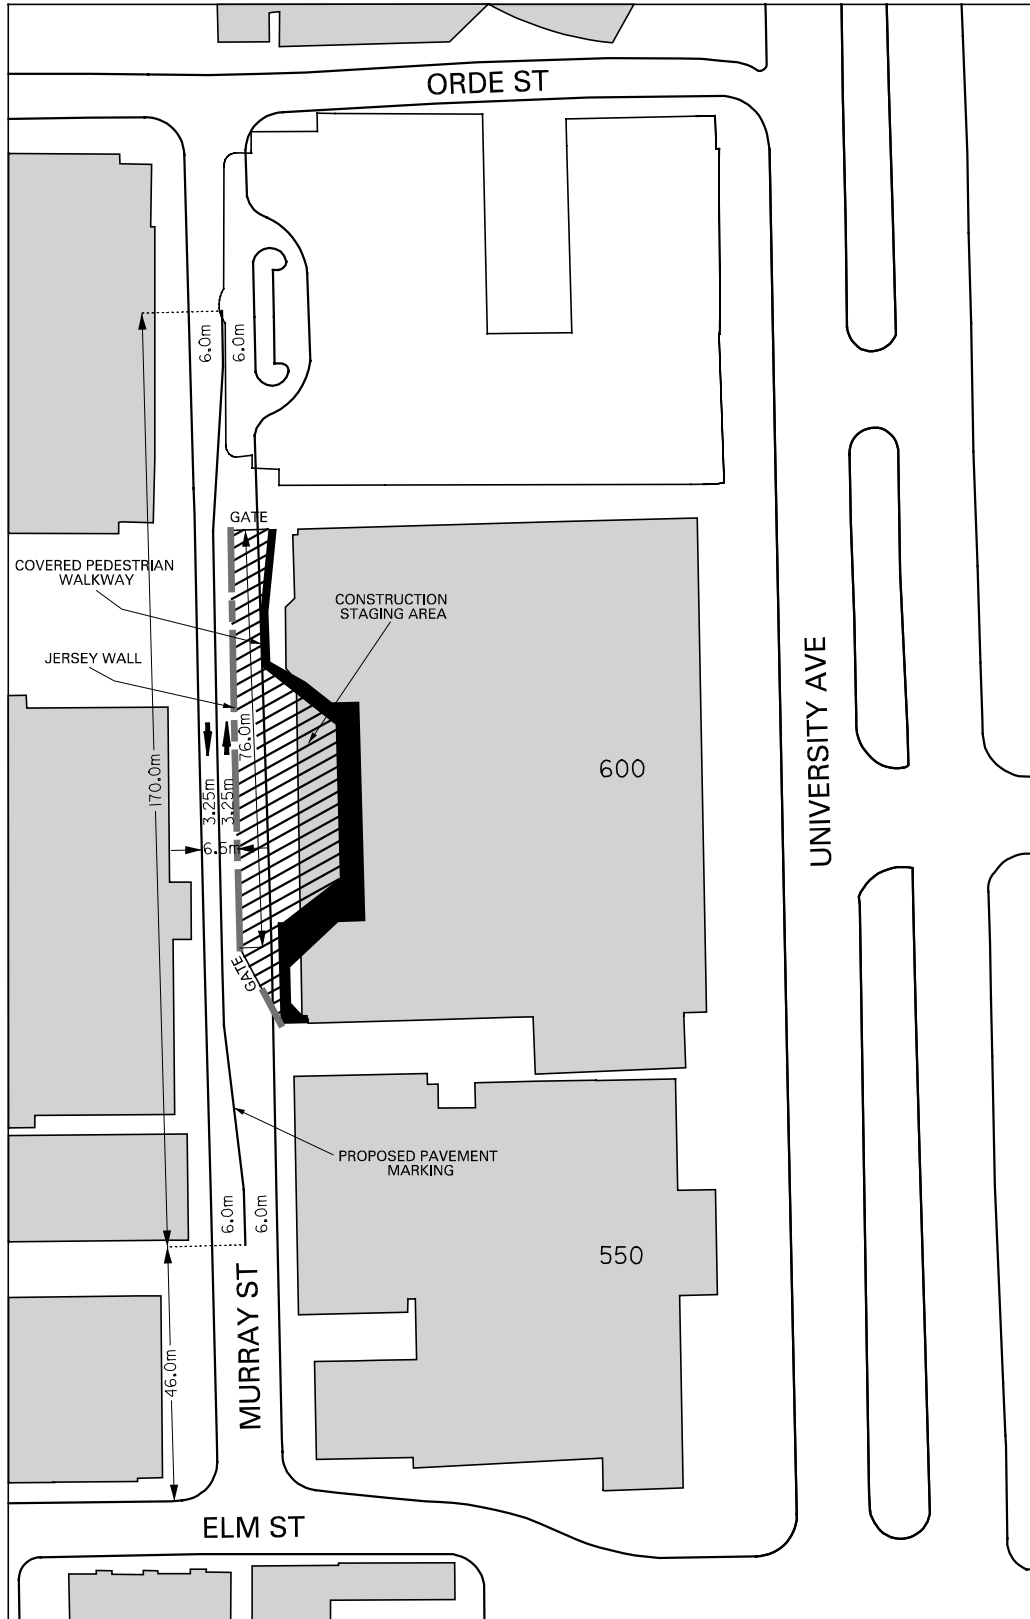 ORDE ST
6.0m
6.0m
GATE
COVERED PEDESTRIAN
WALKWAY
CONSTRUCTION
STAGING AREA
JERSEY WALL
76.0m
170.0m
3.25m
3.25m
6.5m
600
UNIVERSITY AVE
GATE
PROPOSED PAVEMENT
MARKING
6.0m
6.0m
550
MURRAY ST
46.0m
ELM ST